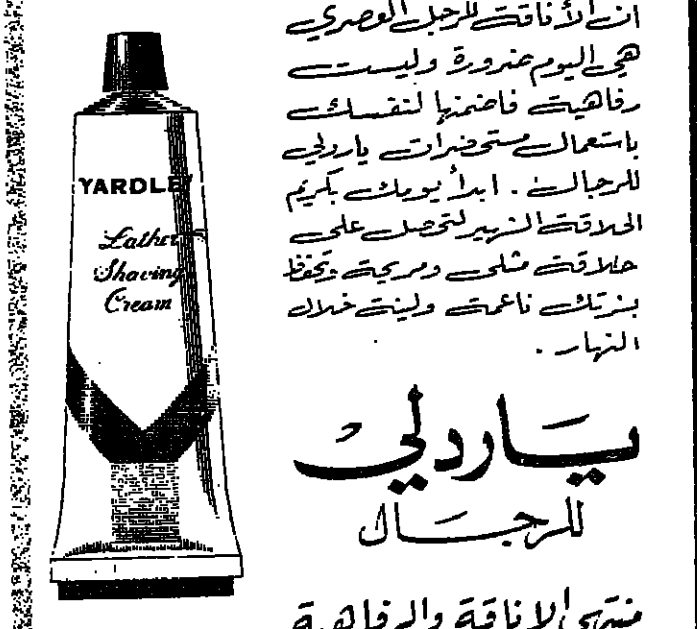 ان الأناقة للرجل العصري
هي اليوم ضرورة وليست
رفاهية فاضمنها لنفسك
باستعمال مستحضرات ياردلي
للرجال . ابدأ يومك بكريم
الحلاقة الشهير لتحصل على
حلاقة مثلى ومريحة وتحفظ
بشرتك ناعمة ولينة خلال
النهار .
YARDLEY
Lather
Shaving
Cream
ياردلي
للرجال
منتهى الاناقة والرفاهية